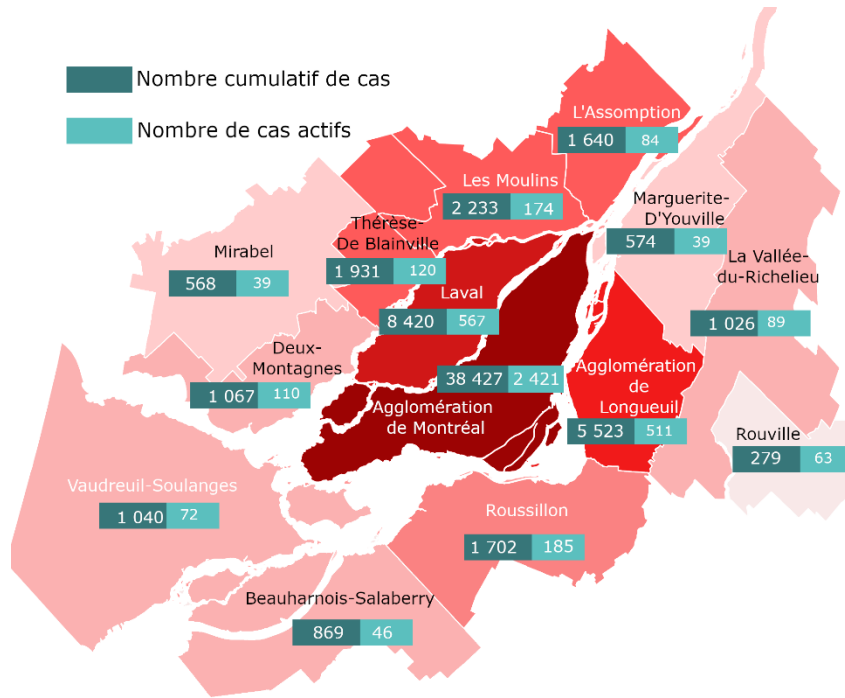 Nombre cumulatif de cas
Nombre de cas actifs
L'Assomption
1 640 84
Les Moulins
2 233 174
Marguerite-
D'Youville
574 39
Thérèse-
De Blainville
1 931 120
Mirabel
568 39
La Vallée-
du-Richelieu
1 026 89
Laval
8 420 567
Deux-
Montagnes
1 067 110
38 427 2 421
Agglomération
de Montréal
Agglomération
de
Longueuil
5 523 511
Rouville
279 63
Vaudreuil-Soulanges
1 040 72
Roussillon
1 702 185
Beauharnois-Salaberry
869 46